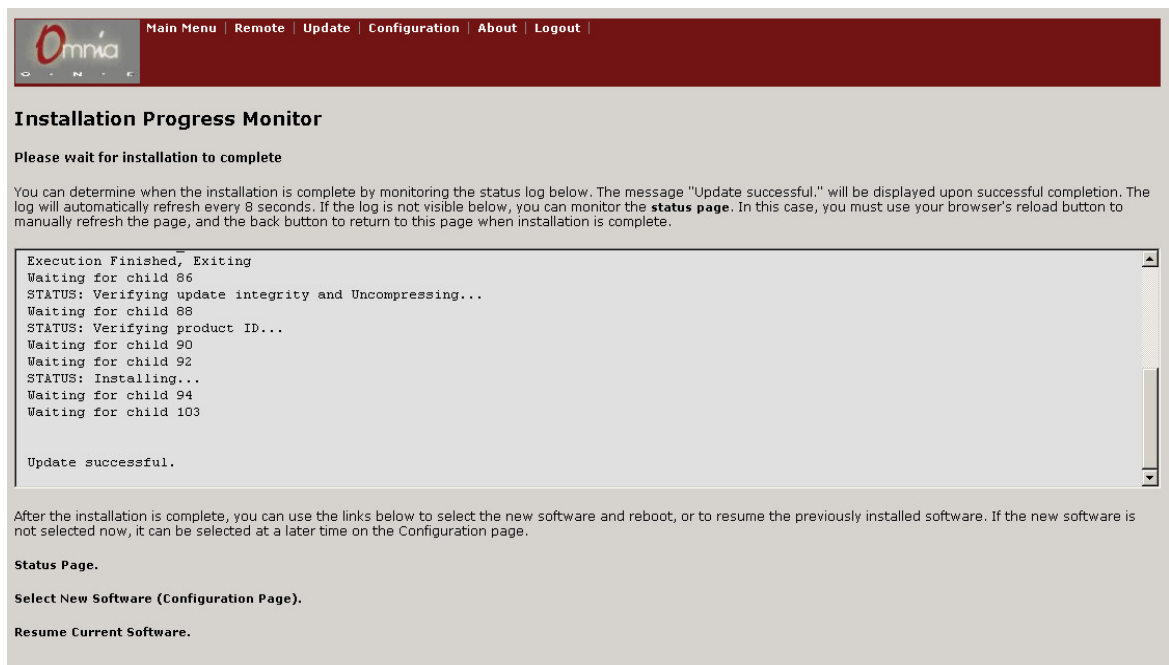 Omnia
O · N · E
Main Menu | Remote | Update | Configuration | About | Logout |
Installation Progress Monitor
Please wait for installation to complete
You can determine when the installation is complete by monitoring the status log below. The message "Update successful." will be displayed upon successful completion. The
log will automatically refresh every 8 seconds. If the log is not visible below, you can monitor the status page. In this case, you must use your browser's reload button to
manually refresh the page, and the back button to return to this page when installation is complete.
Execution Finished, Exiting
Waiting for child 86
STATUS: Verifying update integrity and Uncompressing...
Waiting for child 88
STATUS: Verifying product ID...
Waiting for child 90
Waiting for child 92
STATUS: Installing...
Waiting for child 94
Waiting for child 103
Update successful.
After the installation is complete, you can use the links below to select the new software and reboot, or to resume the previously installed software. If the new software is
not selected now, it can be selected at a later time on the Configuration page.
Status Page.
Select New Software (Configuration Page).
Resume Current Software.